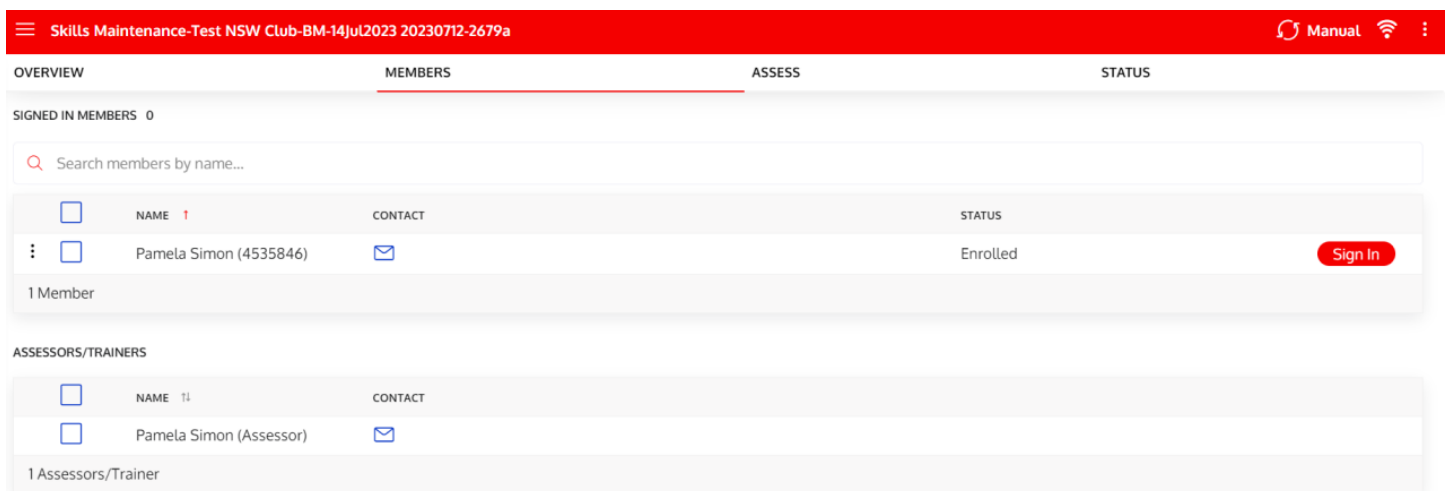 Skills Maintenance-Test NSW Club-BM-14Jul2023 20230712-2679a Manual
OVERVIEW MEMBERS ASSESS STATUS
SIGNED IN MEMBERS 0
Search members by name...
NAME ↑ CONTACT STATUS
Pamela Simon (4535846) Enrolled Sign In
1 Member
ASSESSORS/TRAINERS
NAME ↑↓ CONTACT
Pamela Simon (Assessor)
1 Assessors/Trainer